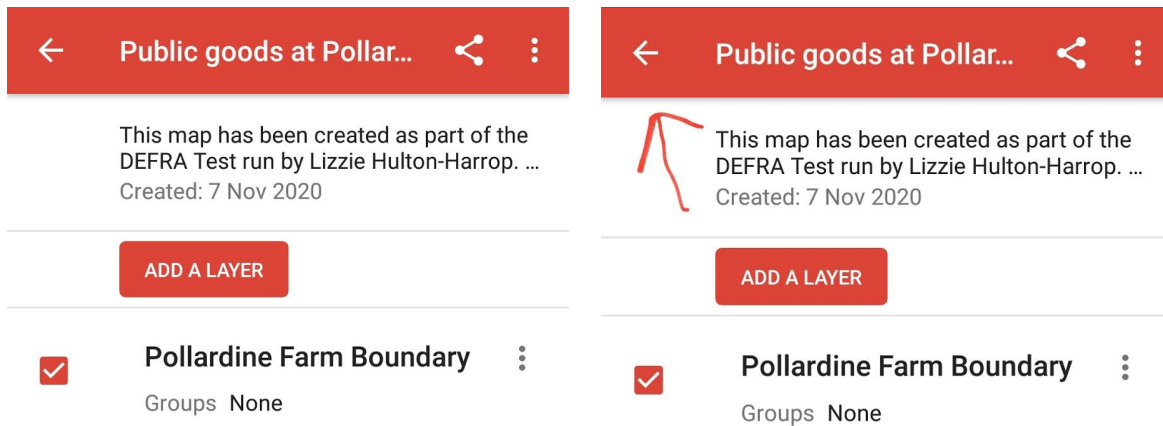 Public goods at Pollar...
This map has been created as part of the
DEFRA Test run by Lizzie Hulton-Harrop. ...
Created: 7 Nov 2020
ADD A LAYER
Pollardine Farm Boundary
Groups None
Public goods at Pollar...
This map has been created as part of the
DEFRA Test run by Lizzie Hulton-Harrop. ...
Created: 7 Nov 2020
ADD A LAYER
Pollardine Farm Boundary
Groups None